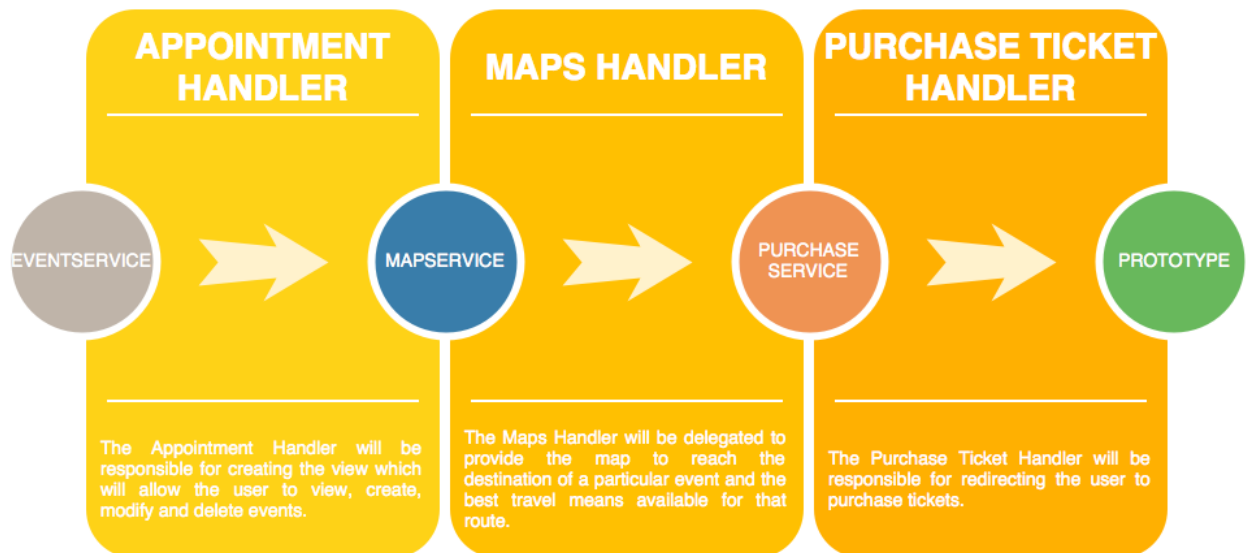 APPOINTMENT
HANDLER
MAPS HANDLER
PURCHASE TICKET
HANDLER
EVENTSERVICE
MAPSERVICE
PURCHASE
SERVICE
PROTOTYPE
The Appointment Handler will be
responsible for creating the view which
will allow the user to view, create,
modify and delete events.
The Maps Handler will be delegated to
provide the map to reach the
destination of a particular event and the
best travel means available for that
route.
The Purchase Ticket Handler will be
responsible for redirecting the user to
purchase tickets.